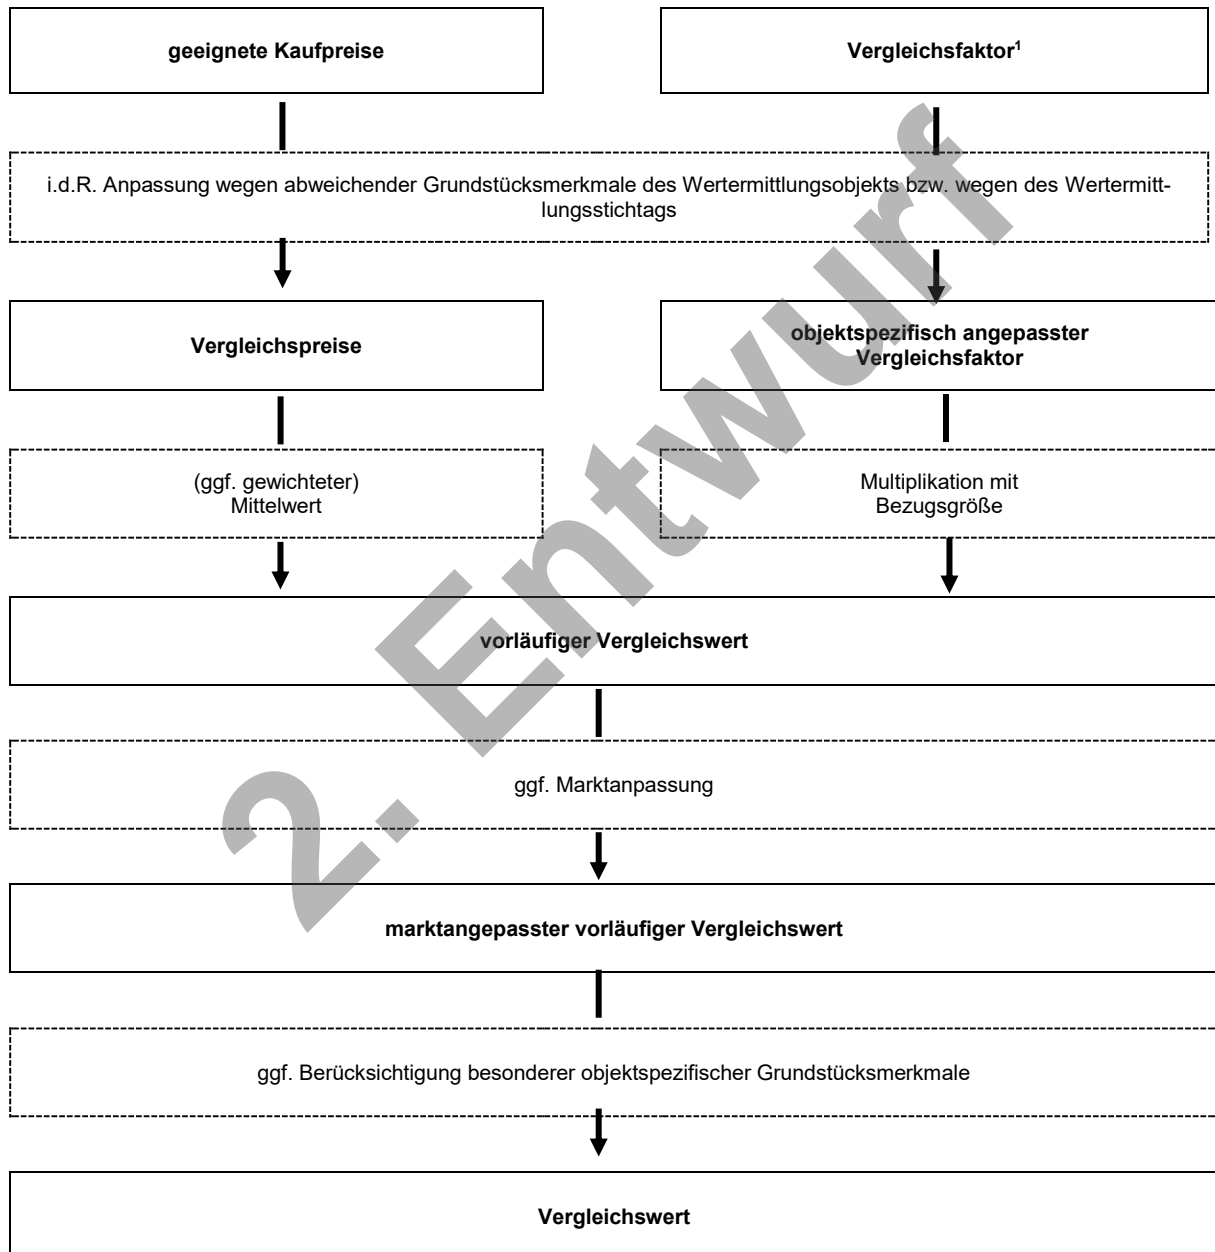 geeignete Kaufpreise
Vergleichsfaktor¹
i.d.R. Anpassung wegen abweichender Grundstücksmerkmale des Wertermittlungsobjekts bzw. wegen des Wertermitt-
lungsstichtags
Vergleichspreise
objektspezifisch angepasster
Vergleichsfaktor
(ggf. gewichteter)
Mittelwert
Multiplikation mit
Bezugsgröße
vorläufiger Vergleichswert
ggf. Marktanpassung
marktangepasster vorläufiger Vergleichswert
ggf. Berücksichtigung besonderer objektspezifischer Grundstücksmerkmale
Vergleichswert
2. Entwurf